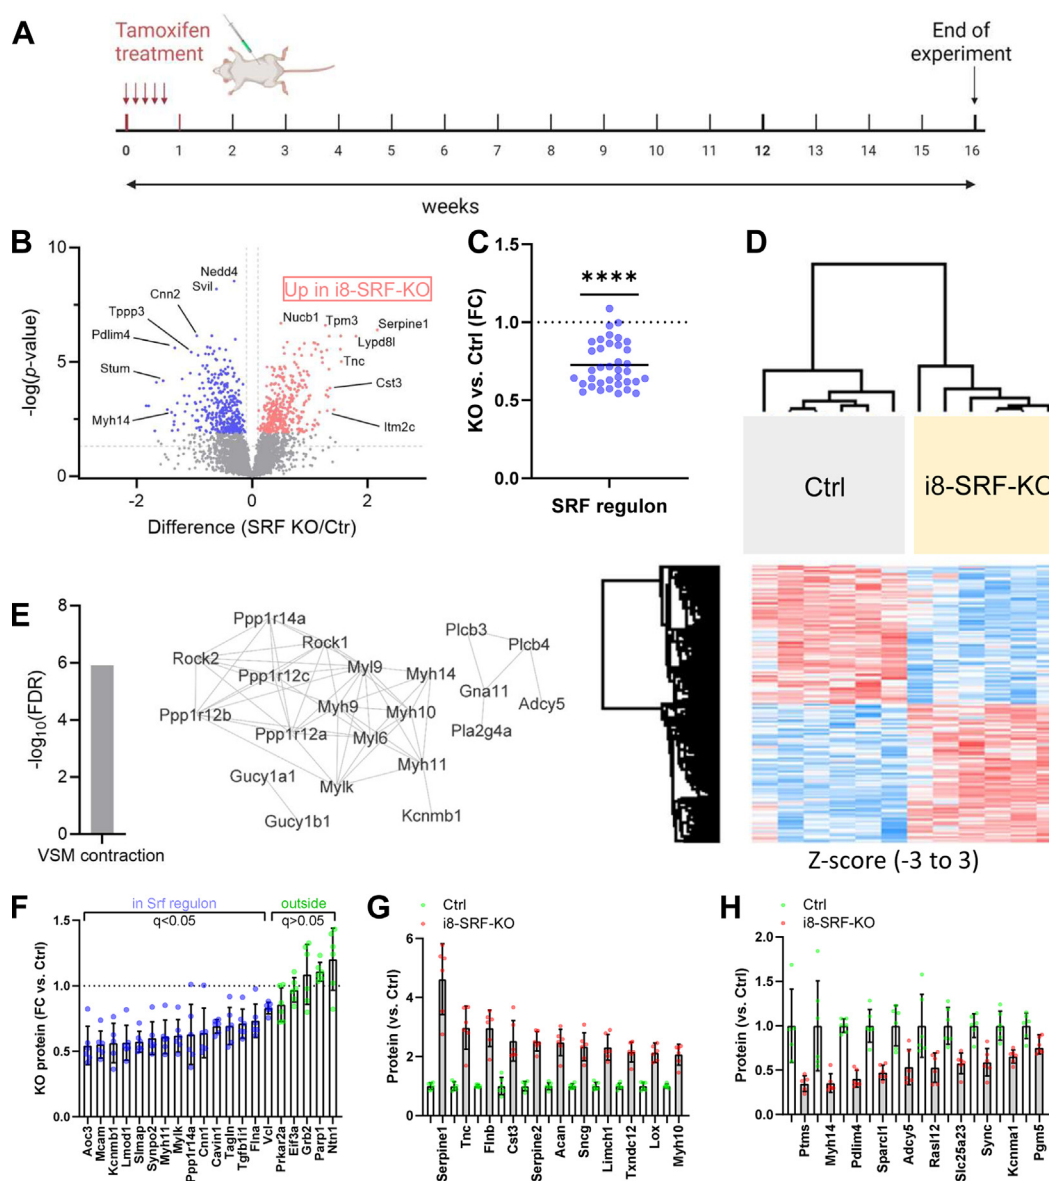 A
Tamoxifen
treatment
End of
experiment
0 1 2 3 4 5 6 7 8 9 10 11 12 13 14 15 16
weeks
B
-log(p-value)
10
5
0
-2 0 2
Difference (SRF KO/Ctr)
Up in i8-SRF-KO
Nedd4
Svil
Cnn2
Tppp3
Pdlim4
Stum
Myh14
Nucb1
Tpm3
Serpine1
Lypd8l
Tnc
Cst3
Itm2c
C
KO vs. Ctrl (FC)
1.5
1.0
0.5
0.0
****
SRF regulon
D
Ctrl
i8-SRF-KO
Z-score (-3 to 3)
E
-log10(FDR)
8
6
4
2
0
VSM contraction
Ppp1r14a
Rock1
Rock2
Ppp1r12c
Myl9
Myh14
Ppp1r12b
Myh9
Myh10
Ppp1r12a
Myl6
Myh11
Mylk
Gucy1a1
Gucy1b1
Kcnmb1
Plcb3
Plcb4
Gna11
Adcy5
Pla2g4a
F
in Srf regulon
q<0.05
outside
q>0.05
KO protein (FC vs. Ctrl)
1.5
1.0
0.5
0.0
Aoc3
Mcam
Kcnmb1
Lmod1
Slmap
Synpo2
Myh11
Mylk
Ppp1r14a
Cnn1
Cavin1
Tagln
Tgfb1i1
Flna
Vcl
Prkar2a
Eif3a
Grb2
Parp1
Ntn1
G
Ctrl
i8-SRF-KO
Protein (vs. Ctrl)
6
4
2
0
Serpine1
Tnc
Flnb
Cst3
Serpine2
Acan
Sncg
Limch1
Txndc12
Lox
Myh10
H
Ctrl
i8-SRF-KO
Protein (vs. Ctrl)
2.0
1.5
1.0
0.5
0.0
Ptms
Myh14
Pdlim4
Sparcl1
Adcy5
Rasl12
Slc25a23
Sync
Kcnma1
Pgm5